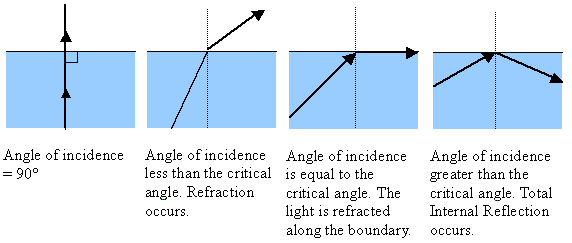 Angle of incidence
= 90°
Angle of incidence
less than the critical
angle. Refraction
occurs.
Angle of incidence
is equal to the
critical angle. The
light is refracted
along the boundary.
Angle of incidence
greater than the
critical angle. Total
Internal Reflection
occurs.